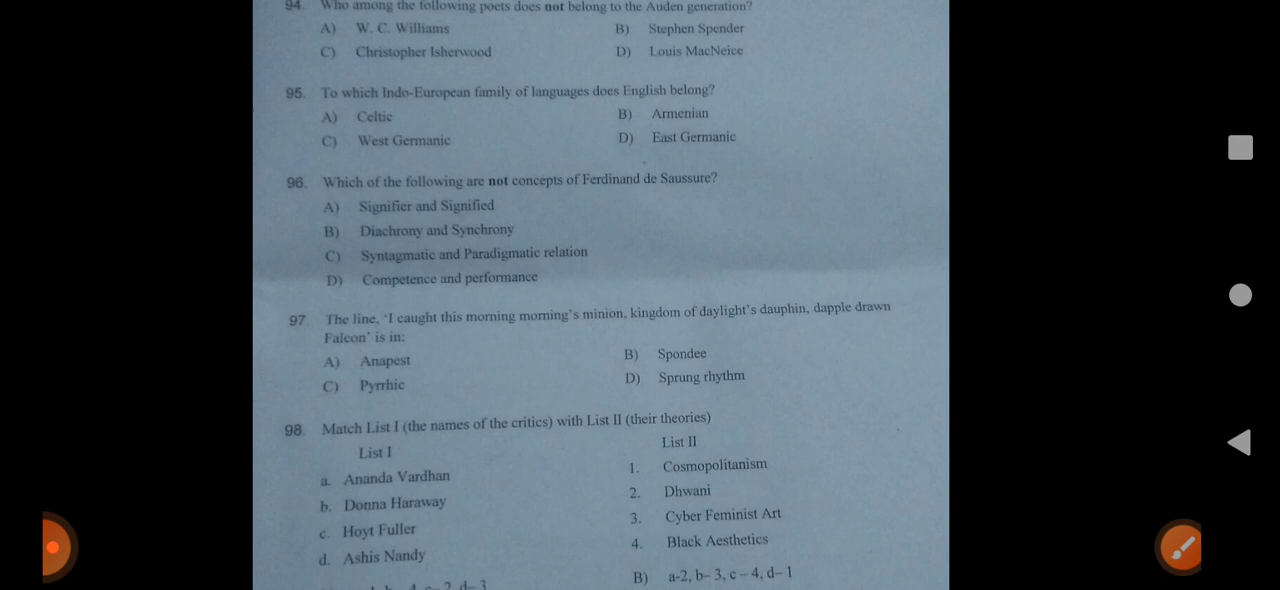 94. Who among the following poets does not belong to the Auden generation?
A) W. C. Williams B) Stephen Spender
C) Christopher Isherwood D) Louis MacNeice
95. To which Indo-European family of languages does English belong?
A) Celtic B) Armenian
C) West Germanic D) East Germanic
96. Which of the following are not concepts of Ferdinand de Saussure?
A) Signifier and Signified
B) Diachrony and Synchrony
C) Syntagmatic and Paradigmatic relation
D) Competence and performance
97. The line, 'I caught this morning morning's minion, kingdom of daylight's dauphin, dapple drawn
Falcon' is in:
A) Anapest B) Spondee
C) Pyrrhic D) Sprung rhythm
98. Match List I (the names of the critics) with List II (their theories)
List I List II
a. Ananda Vardhan 1. Cosmopolitanism
b. Donna Haraway 2. Dhwani
c. Hoyt Fuller 3. Cyber Feminist Art
d. Ashis Nandy 4. Black Aesthetics
d– 3 B) a-2, b– 3, c – 4, d– 1